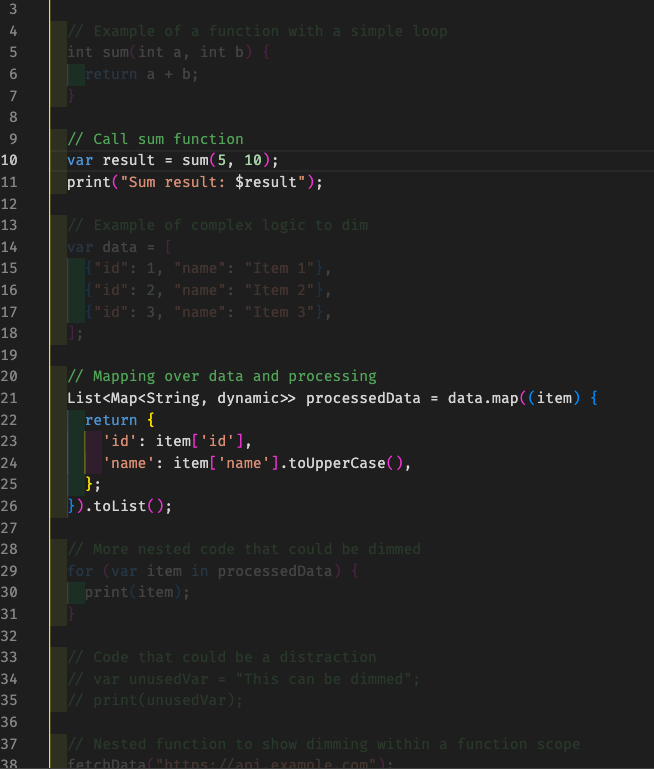 3
4 // Example of a function with a simple loop
5 int sum(int a, int b) {
6 return a + b;
7 }
8
9 // Call sum function
10 var result = sum(5, 10);
11 print("Sum result: $result");
12
13 // Example of complex logic to dim
14 var data = [
15 {"id": 1, "name": "Item 1"},
16 {"id": 2, "name": "Item 2"},
17 {"id": 3, "name": "Item 3"},
18 ];
19
20 // Mapping over data and processing
21 List<Map<String, dynamic>> processedData = data.map((item) {
22 return {
23 'id': item['id'],
24 'name': item['name'].toUpperCase(),
25 };
26 }).toList();
27
28 // More nested code that could be dimmed
29 for (var item in processedData) {
30 print(item);
31 }
32
33 // Code that could be a distraction
34 // var unusedVar = "This can be dimmed";
35 // print(unusedVar);
36
37 // Nested function to show dimming within a function scope
38 fetchData("https://api.example.com");